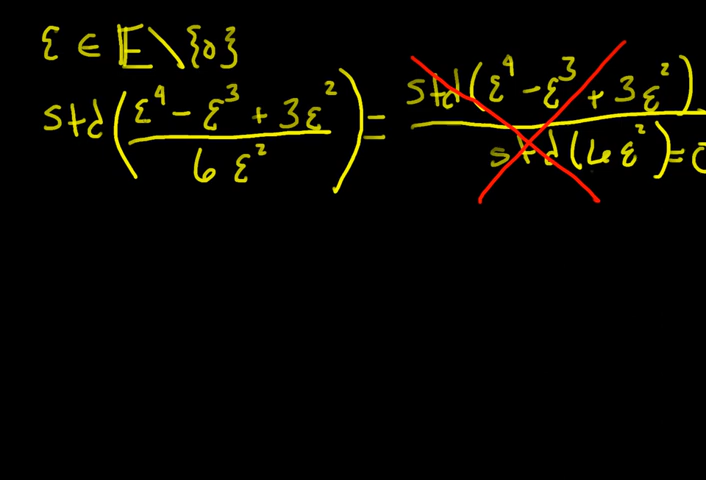 ε ∈ 𝔼 \ {0}
std(ε⁴ - ε³ + 3ε² / 6ε²) = std(ε⁴ - ε³ + 3ε²) / std(6ε²) = 0